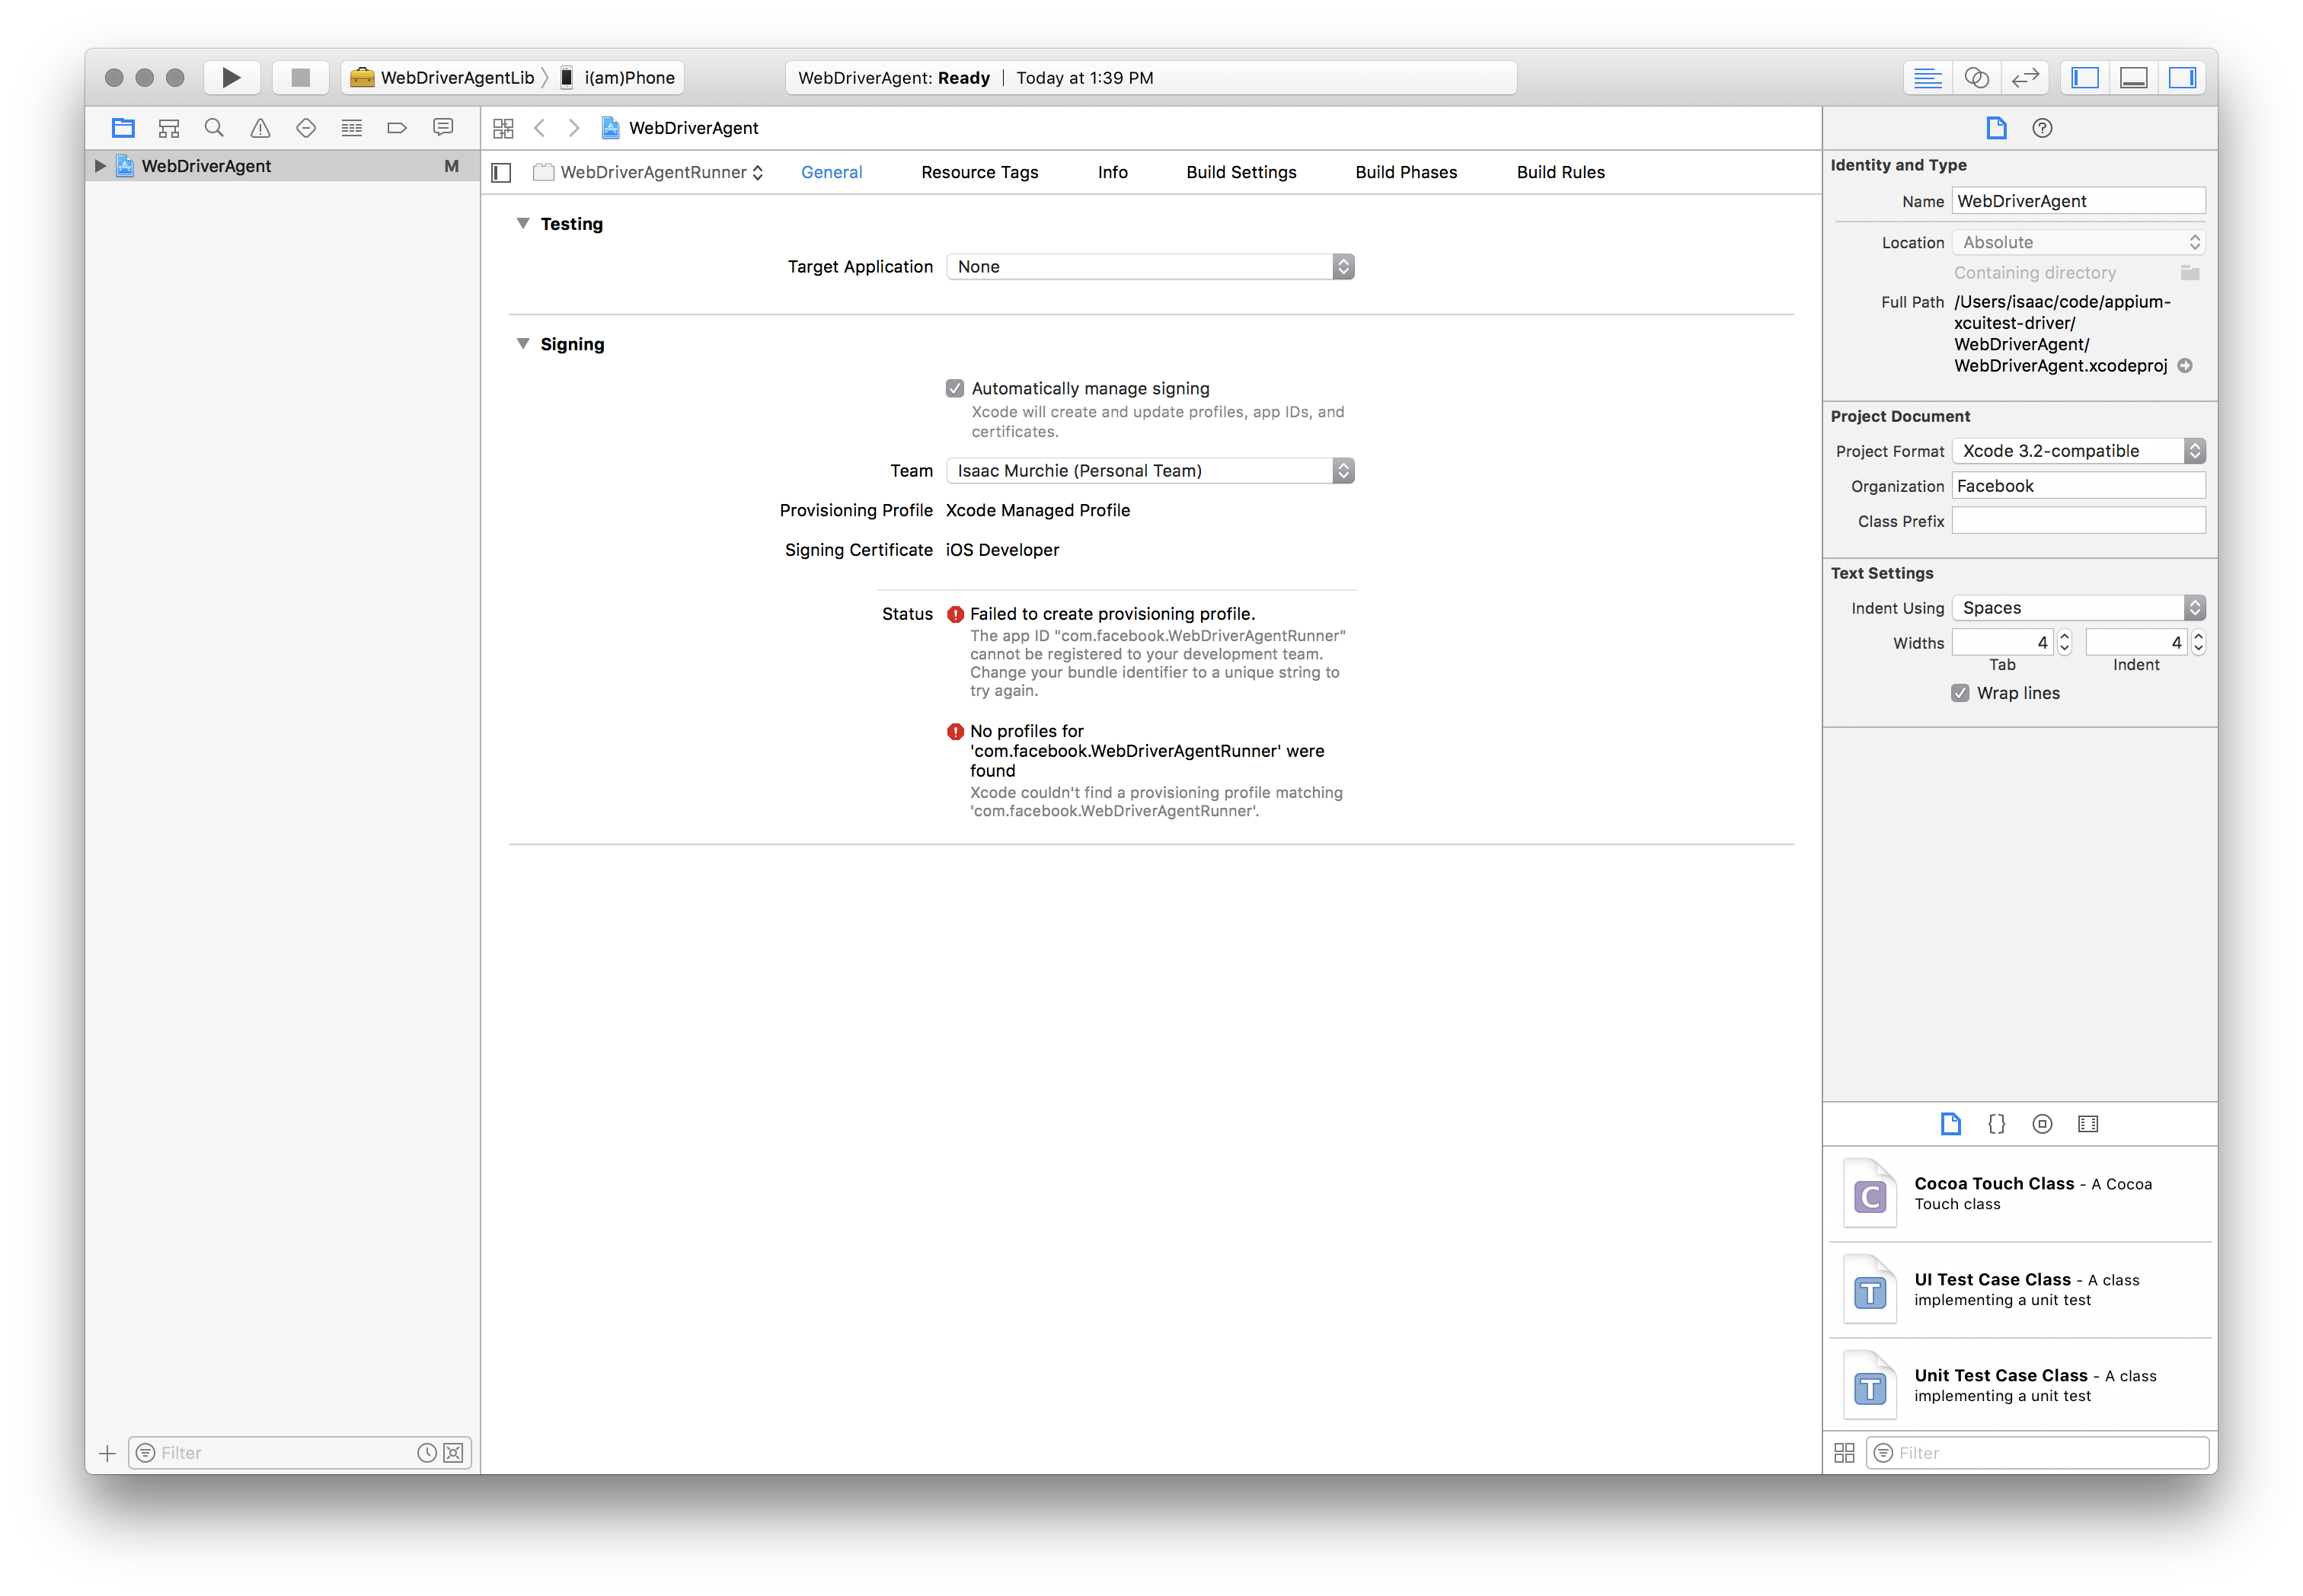 WebDriverAgentLib
i(am)Phone
WebDriverAgent: Ready
Today at 1:39 PM
WebDriverAgent
M
WebDriverAgent
WebDriverAgentRunner
General
Resource Tags
Info
Build Settings
Build Phases
Build Rules
Testing
Target Application
None
Signing
Automatically manage signing
Xcode will create and update profiles, app IDs, and
certificates.
Team
Isaac Murchie (Personal Team)
Provisioning Profile
Xcode Managed Profile
Signing Certificate
iOS Developer
Status
Failed to create provisioning profile.
The app ID "com.facebook.WebDriverAgentRunner"
cannot be registered to your development team.
Change your bundle identifier to a unique string to
try again.
No profiles for
'com.facebook.WebDriverAgentRunner' were
found
Xcode couldn't find a provisioning profile matching
'com.facebook.WebDriverAgentRunner'.
Identity and Type
Name
WebDriverAgent
Location
Absolute
Containing directory
Full Path
/Users/isaac/code/appium-
xcuitest-driver/
WebDriverAgent/
WebDriverAgent.xcodeproj
Project Document
Project Format
Xcode 3.2-compatible
Organization
Facebook
Class Prefix
Text Settings
Indent Using
Spaces
Widths
4
4
Tab
Indent
Wrap lines
{}
C
Cocoa Touch Class - A Cocoa
Touch class
T
UI Test Case Class - A class
implementing a unit test
T
Unit Test Case Class - A class
implementing a unit test
Filter
Filter